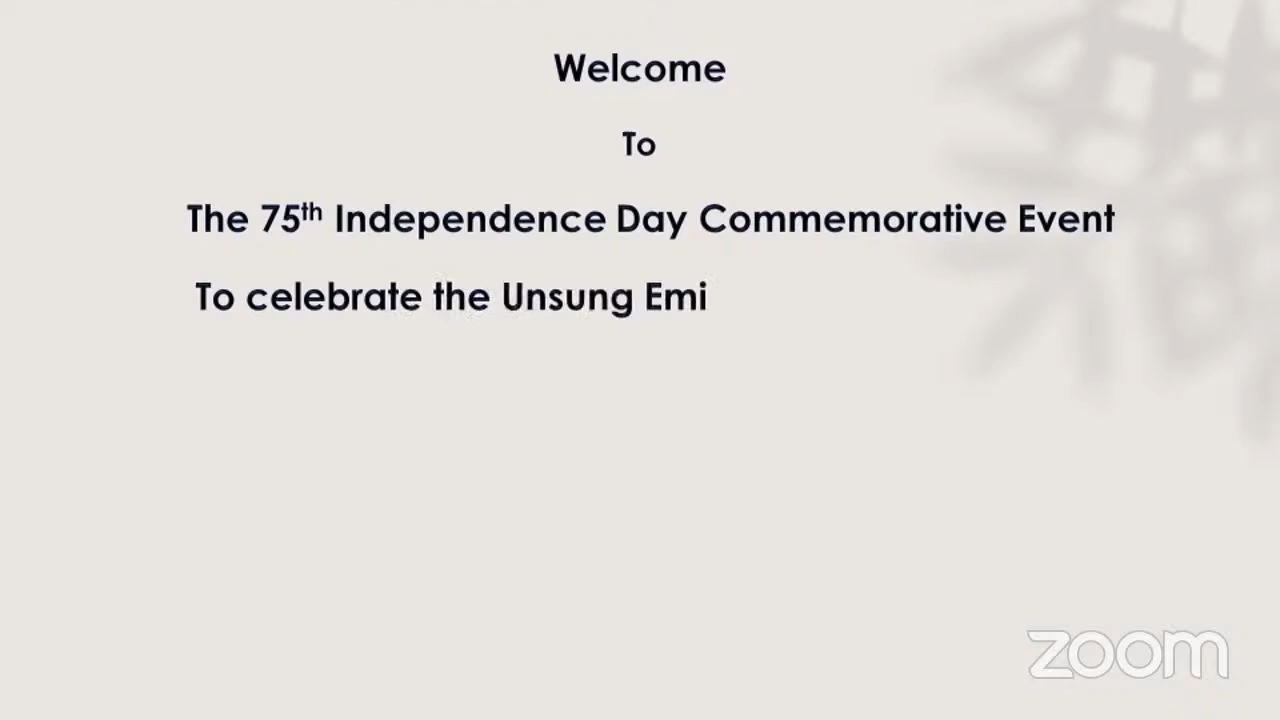 Welcome
To
The 75th Independence Day Commemorative Event
To celebrate the Unsung Emi
zoom